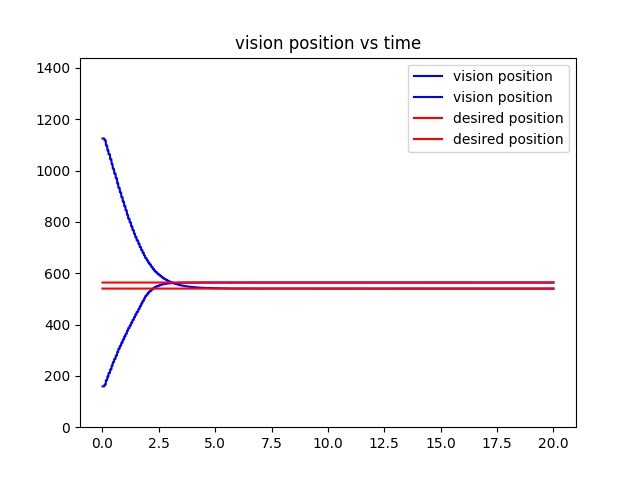 vision position vs time
1400
1200
1000
800
600
400
200
0
vision position
vision position
desired position
desired position
0.0 2.5 5.0 7.5 10.0 12.5 15.0 17.5 20.0